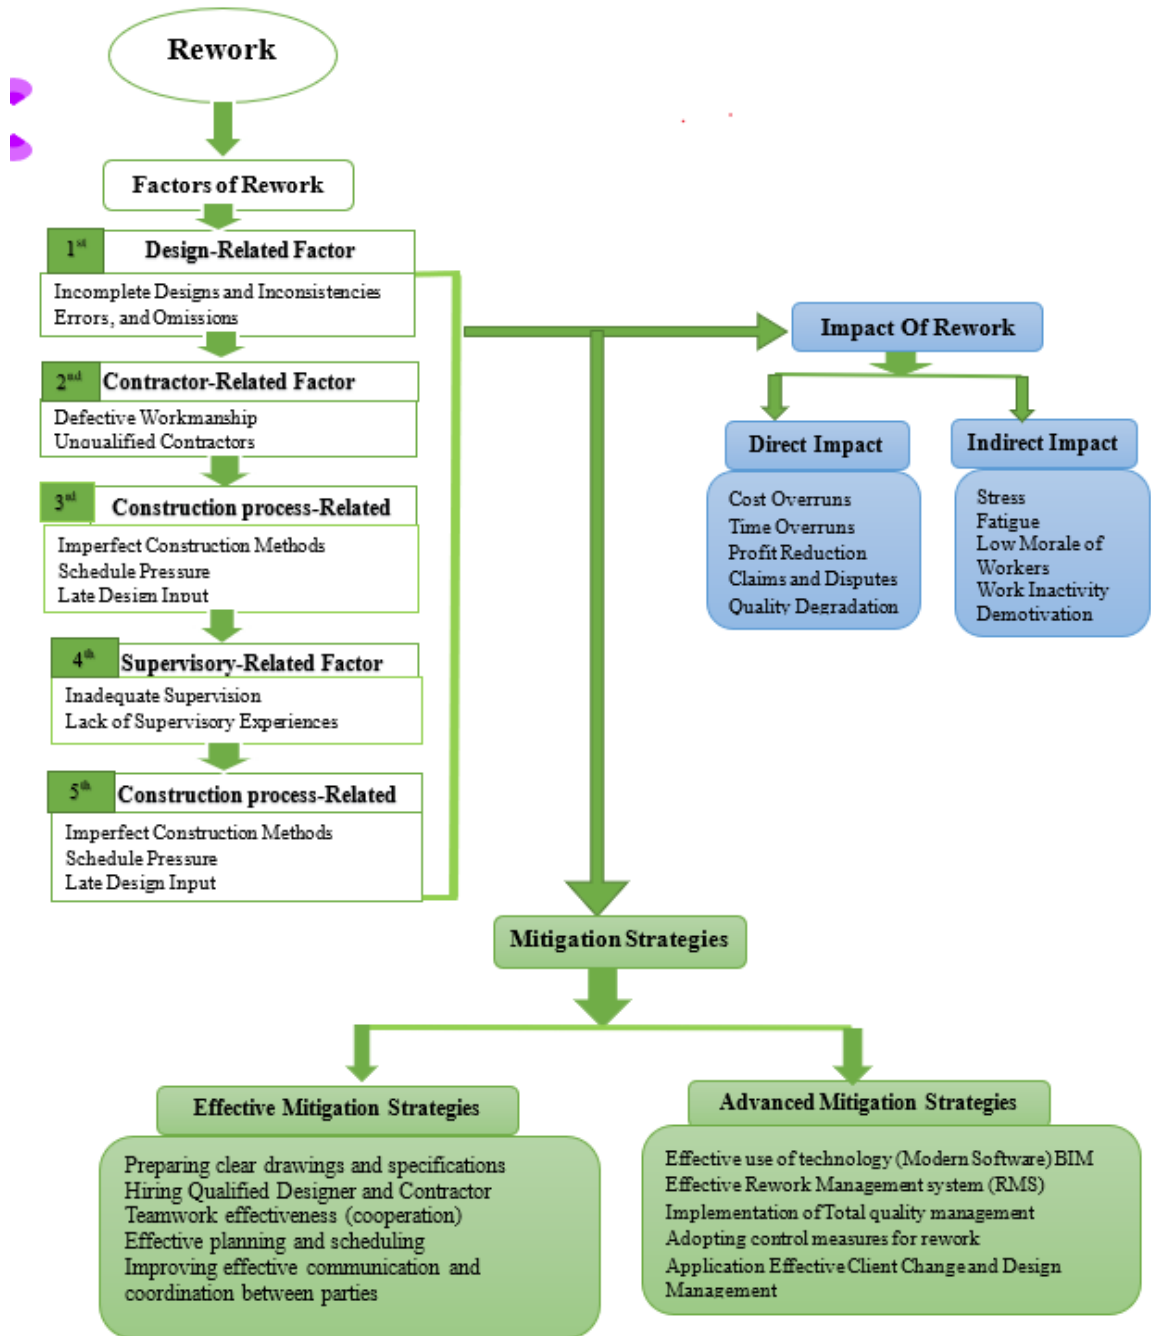 Rework
Factors of Rework
1st
Design-Related Factor
Incomplete Designs and Inconsistencies
Errors, and Omissions
2nd
Contractor-Related Factor
Defective Workmanship
Unqualified Contractors
3rd
Construction process-Related
Imperfect Construction Methods
Schedule Pressure
Late Design Input
4th
Supervisory-Related Factor
Inadequate Supervision
Lack of Supervisory Experiences
5th
Construction process-Related
Imperfect Construction Methods
Schedule Pressure
Late Design Input
Impact Of Rework
Direct Impact
Cost Overruns
Time Overruns
Profit Reduction
Claims and Disputes
Quality Degradation
Indirect Impact
Stress
Fatigue
Low Morale of
Workers
Work Inactivity
Demotivation
Mitigation Strategies
Effective Mitigation Strategies
Preparing clear drawings and specifications
Hiring Qualified Designer and Contractor
Teamwork effectiveness (cooperation)
Effective planning and scheduling
Improving effective communication and
coordination between parties
Advanced Mitigation Strategies
Effective use of technology (Modern Software) BIM
Effective Rework Management system (RMS)
Implementation of Total quality management
Adopting control measures for rework
Application Effective Client Change and Design
Management